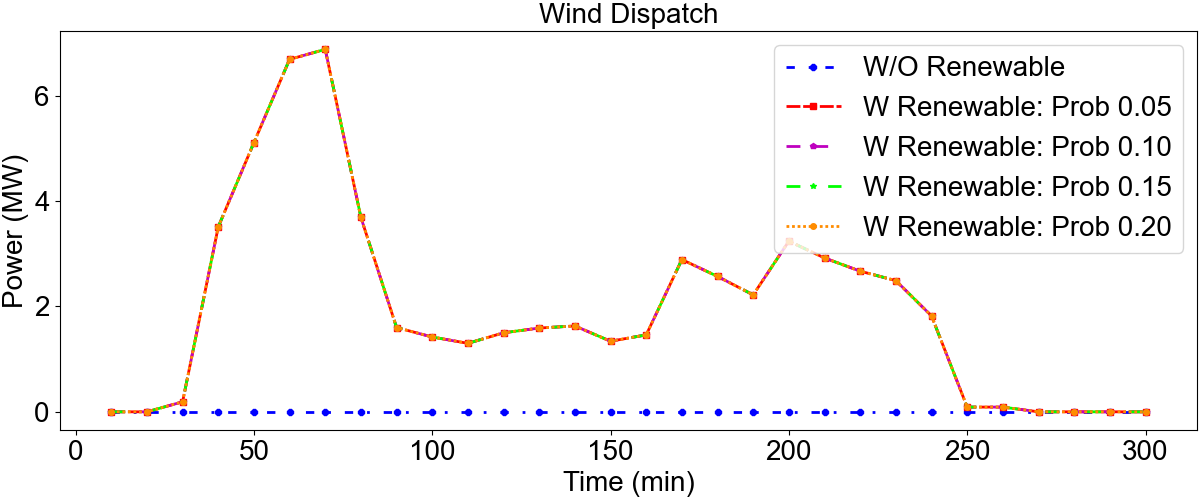 Wind Dispatch
W/O Renewable
W Renewable: Prob 0.05
W Renewable: Prob 0.10
W Renewable: Prob 0.15
W Renewable: Prob 0.20
Power (MW)
6
4
2
0
0 50 100 150 200 250 300
Time (min)